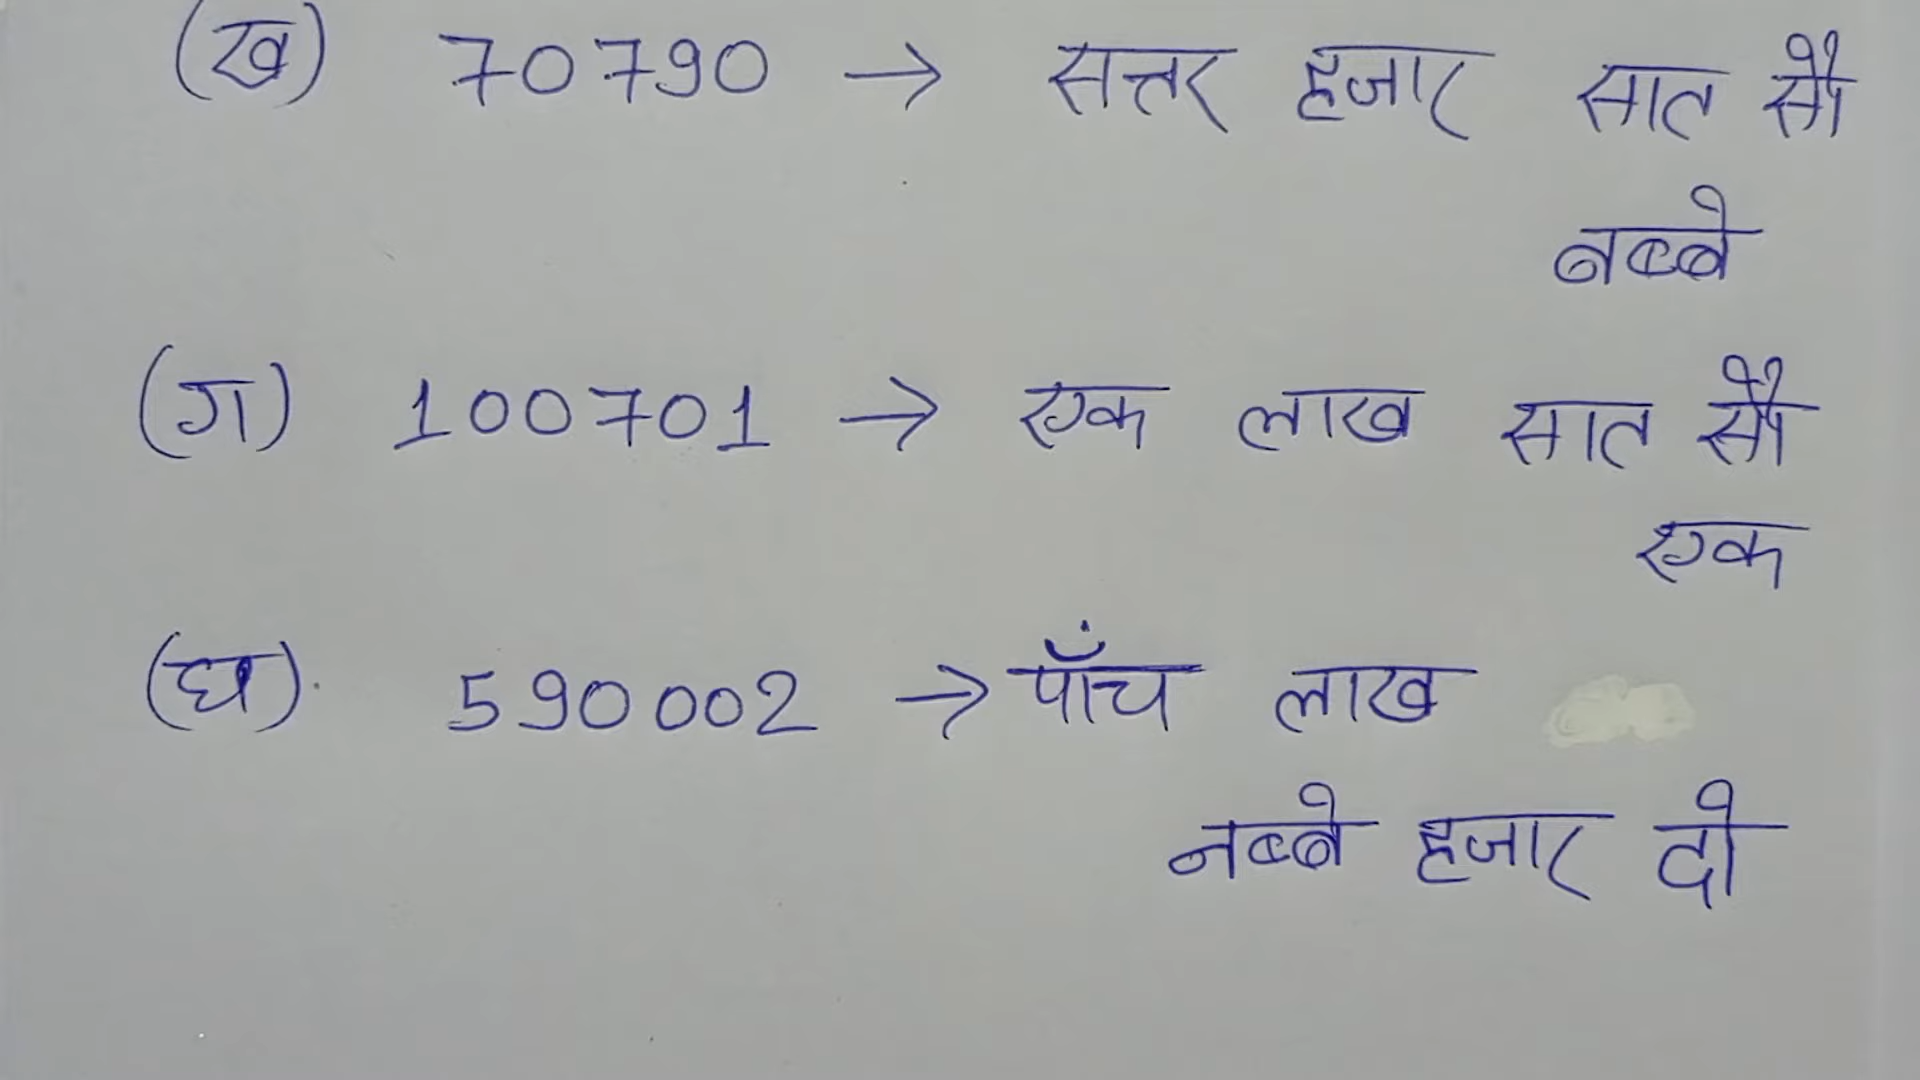 (ख) 70790 → सत्तर हजार सात सौ
नब्बे
(ग) 100701 → एक लाख सात सौ
एक
(घ) 590002 → पाँच लाख
नब्बे हजार दो